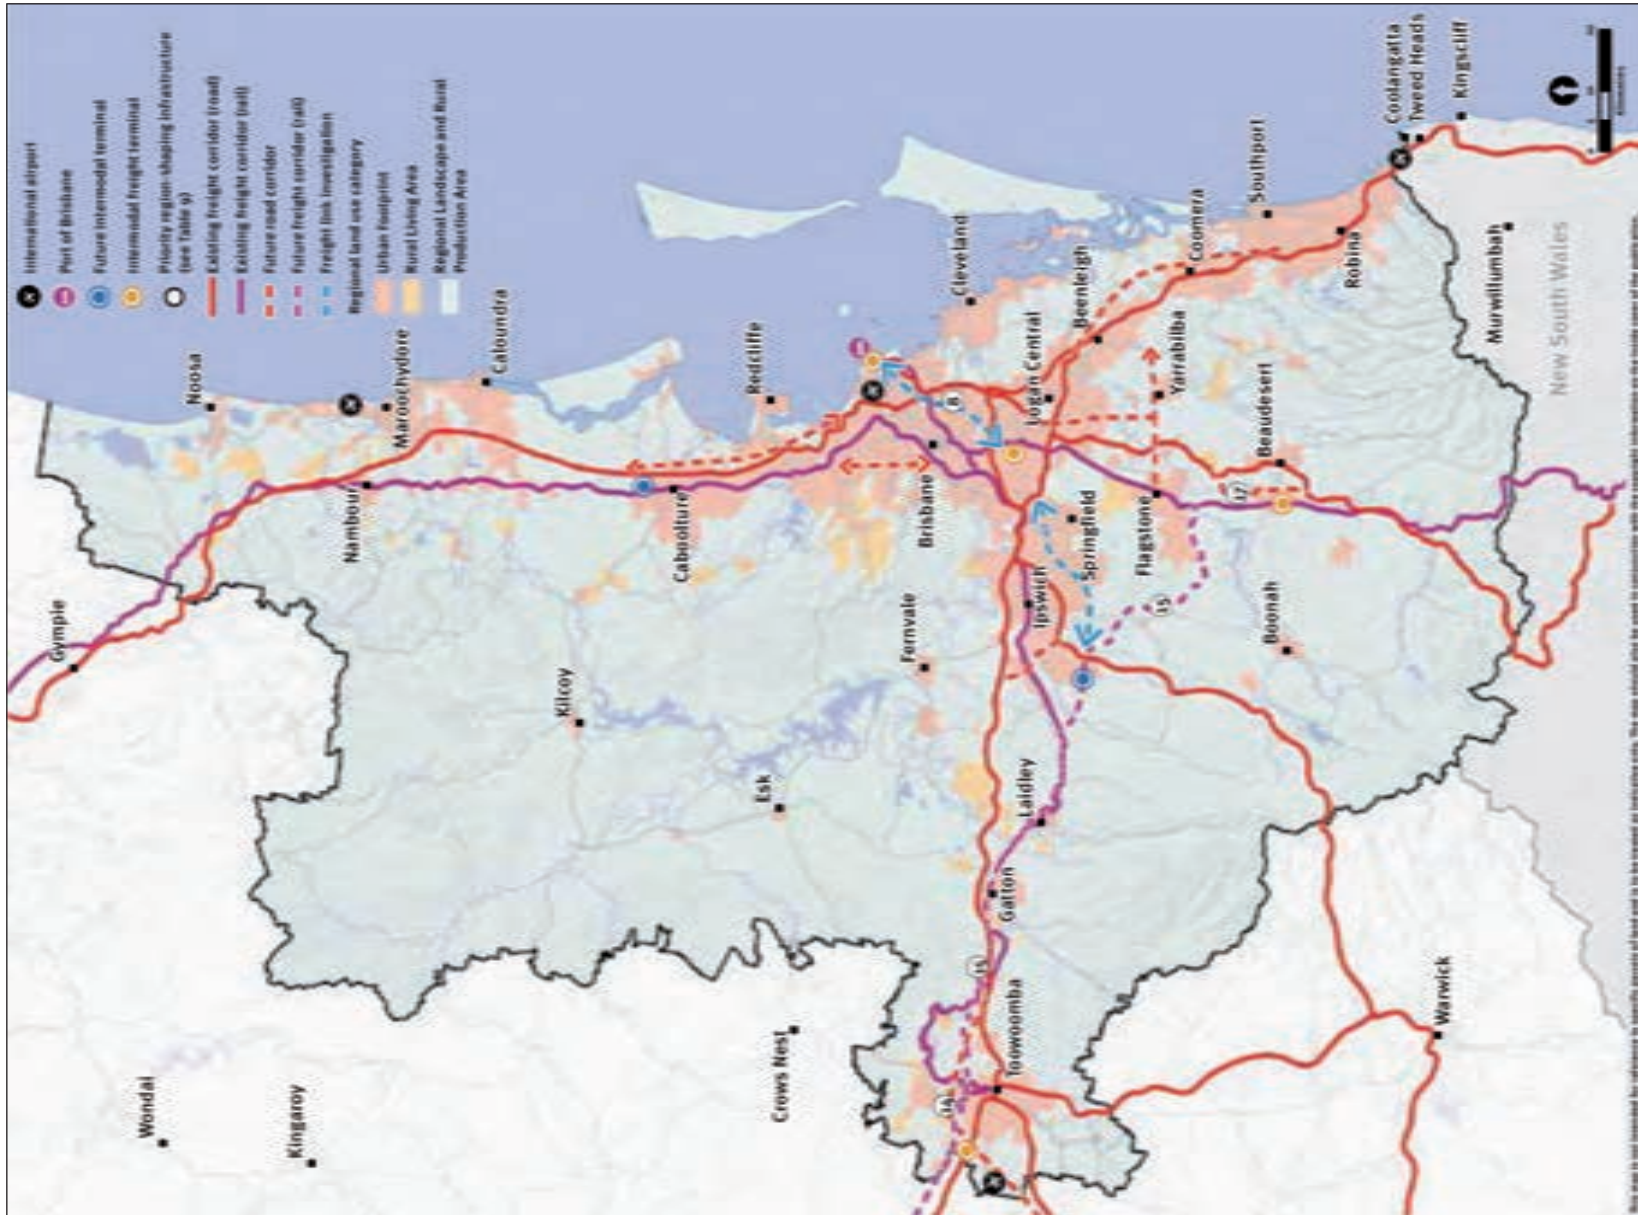 International airport
Port of Brisbane
Future intermodal terminal
Intermodal freight terminal
Priority region-shaping infrastructure
(see Table 9)
Existing freight corridor (road)
Existing freight corridor (rail)
Future road corridor
Future freight corridor (rail)
Freight link investigation
Regional land use category
Urban Footprint
Rural Living Area
Regional Landscape and Rural
Production Area
Gympie
Noosa
Wondai
Kingaroy
Nambour
Maroochydore
Caloundra
Kilcoy
Caboolture
Redcliffe
Esk
Crows Nest
Fernvale
Brisbane
Cleveland
18
Toowoomba
Gatton
Laidley
Ipswich
Springfield
Logan Central
Beenleigh
Flagstone
Yarrabilba
Coomera
15
15
17
Boonah
Beaudesert
Southport
Robina
Coolangatta
Tweed Heads
Kingscliff
Murwillumbah
Warwick
New South Wales